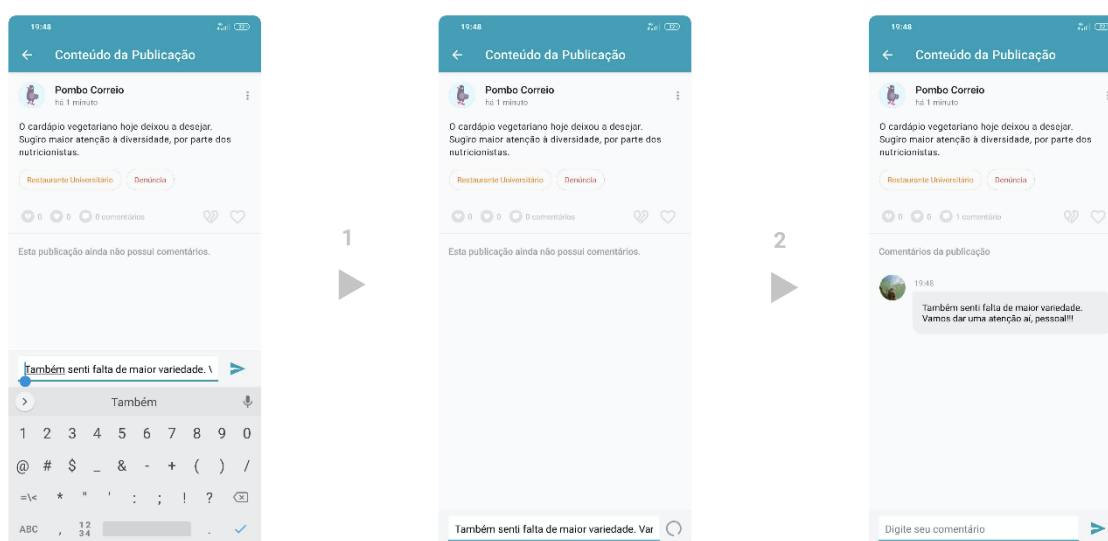 19:48
Conteúdo da Publicação
Pombo Correio
há 1 minuto
O cardápio vegetariano hoje deixou a desejar.
Sugiro maior atenção à diversidade, por parte dos
nutricionistas.
Restaurante Universitário Denúncia
0 0 0 comentários
Esta publicação ainda não possui comentários.
Também senti falta de maior variedade. \
Também
1 2 3 4 5 6 7 8 9 0
@ # $ _ & - + ( ) /
=\< * " ' : ; ! ?
ABC , 12 34 .
1
19:48
Conteúdo da Publicação
Pombo Correio
há 1 minuto
O cardápio vegetariano hoje deixou a desejar.
Sugiro maior atenção à diversidade, por parte dos
nutricionistas.
Restaurante Universitário Denúncia
0 0 0 comentários
Esta publicação ainda não possui comentários.
Também senti falta de maior variedade. Var
2
19:48
Conteúdo da Publicação
Pombo Correio
há 1 minuto
O cardápio vegetariano hoje deixou a desejar.
Sugiro maior atenção à diversidade, por parte dos
nutricionistas.
Restaurante Universitário Denúncia
0 0 1 comentário
Comentários da publicação
19:48
Também senti falta de maior variedade.
Vamos dar uma atenção aí, pessoal!!!
Digite seu comentário